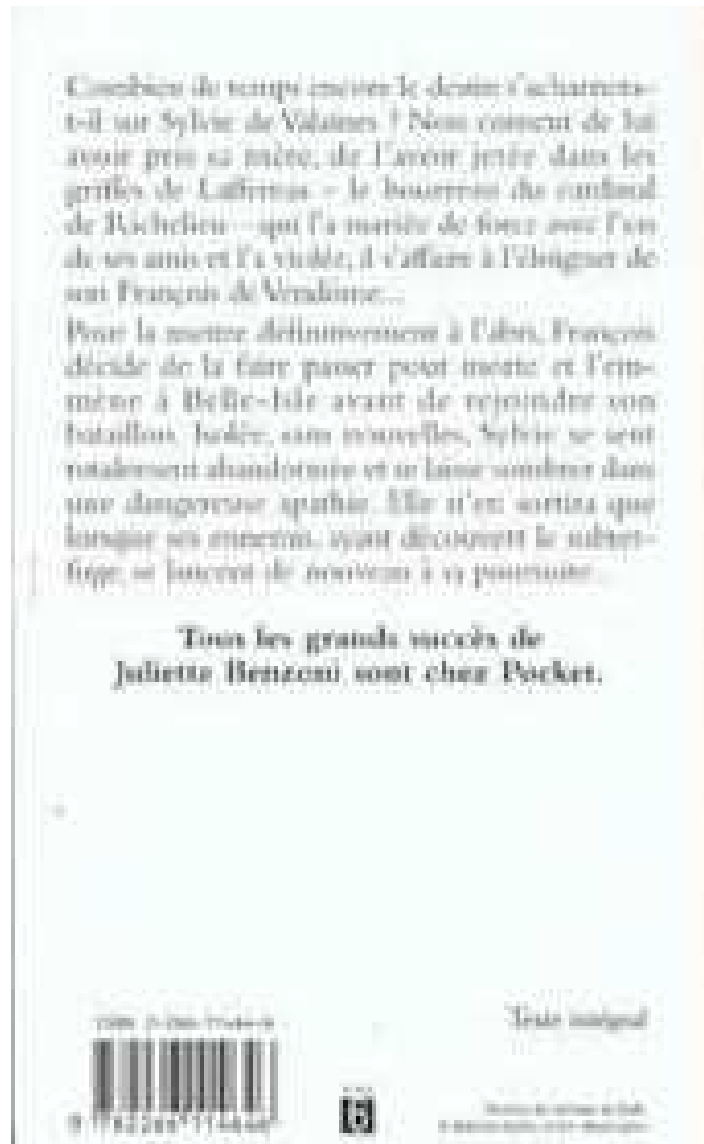 Combien de temps encore le destin s'acharnera-
t-il sur Sylvie de Valaines ? Non content de lui
avoir pris sa mère, de l'avoir jetée dans les
griffes de Laffemas – le bourreau du cardinal
de Richelieu – qui l'a mariée de force avec l'un
de ses amis et l'a violée, il s'affaire à l'éloigner de
son François de Vendôme...
Pour la mettre définitivement à l'abri, François
décide de la faire passer pour morte et l'em-
mène à Belle-Isle avant de rejoindre son
bataillon. Isolée, sans nouvelles, Sylvie se sent
totalement abandonnée et se laisse sombrer dans
une dangereuse apathie. Elle n'en sortira que
lorsque ses ennemis, ayant découvert le subter-
fuge, se lancent de nouveau à sa poursuite...
Tous les grands succès de
Juliette Benzoni sont chez Pocket.
Texte intégral
ISBN